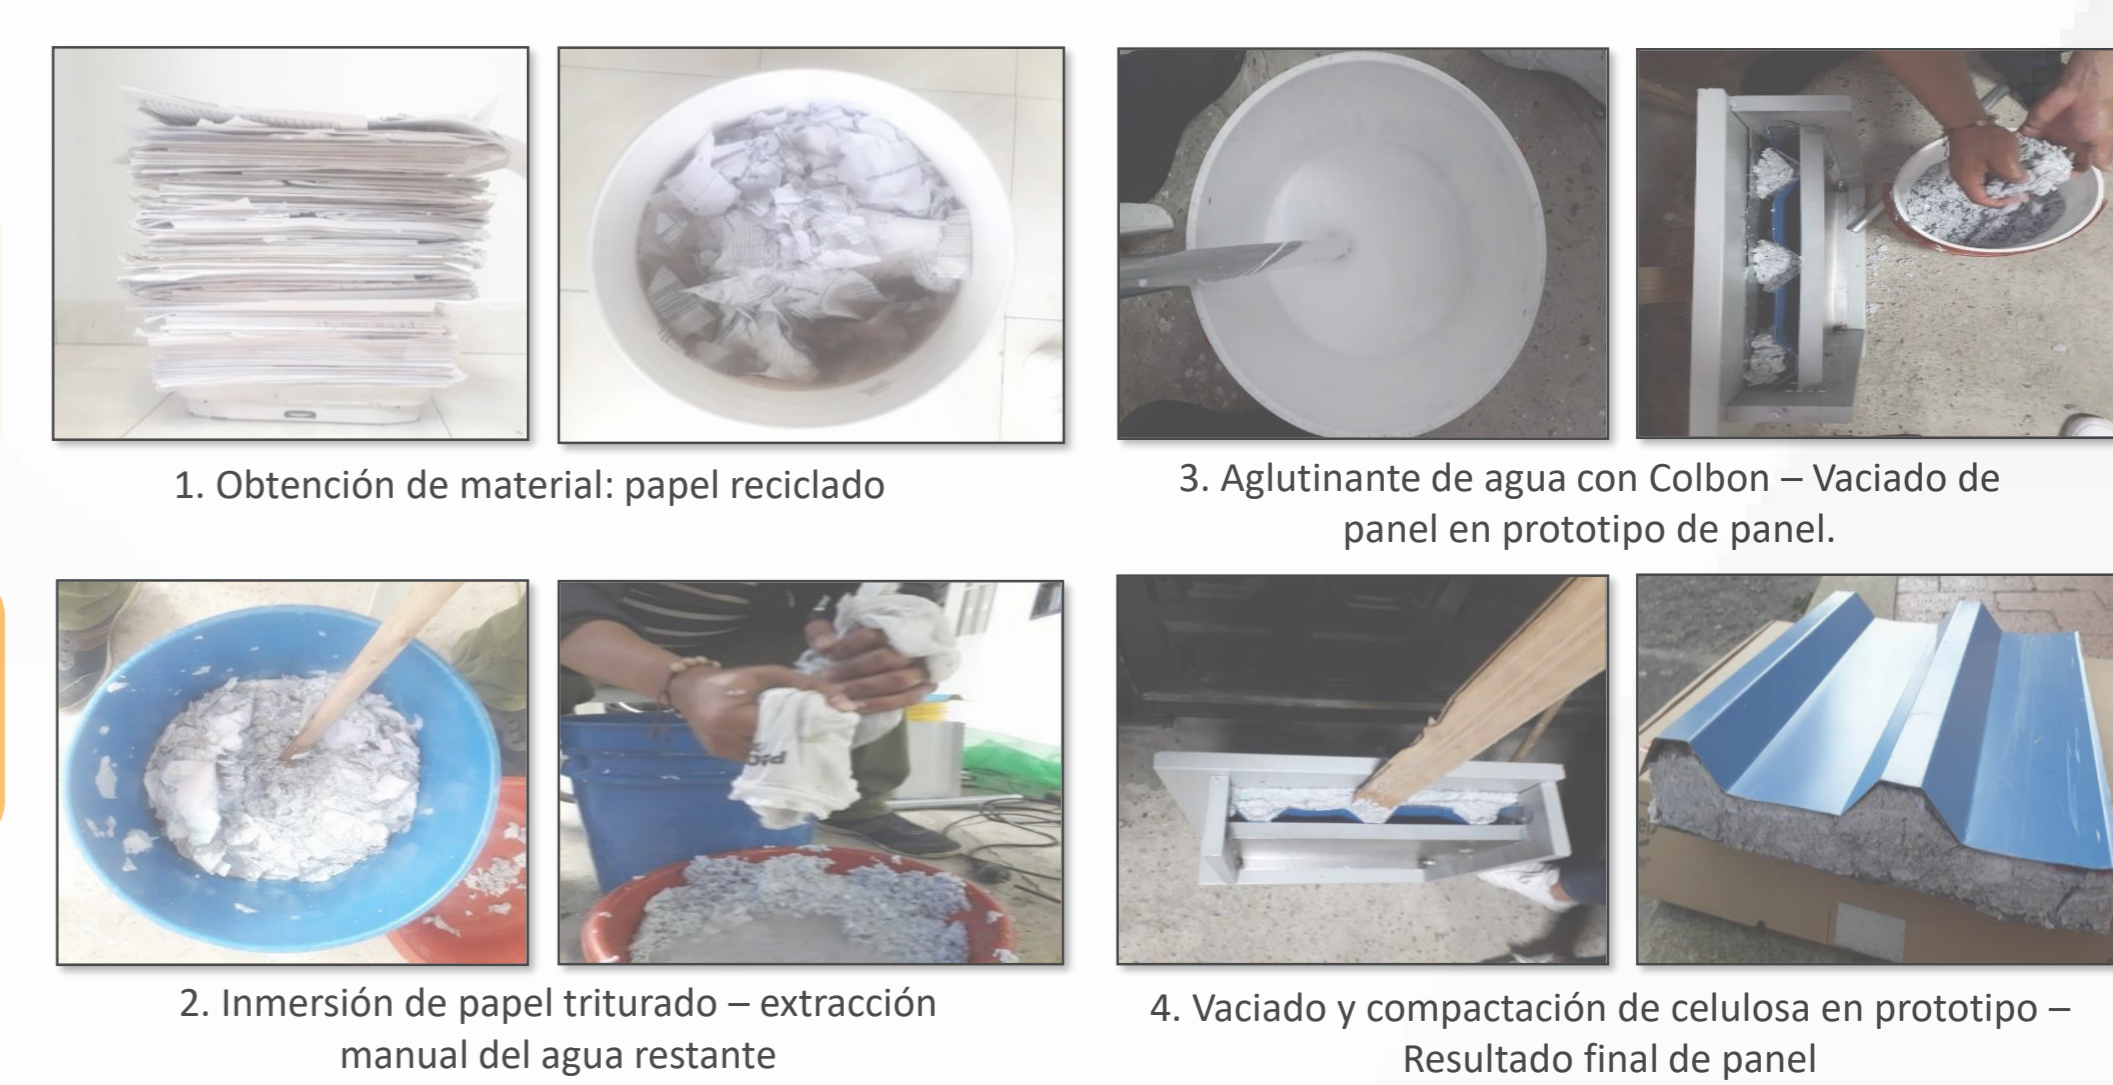 1. Obtención de material: papel reciclado
2. Inmersión de papel triturado – extracción
manual del agua restante
3. Aglutinante de agua con Colbon – Vaciado de
panel en prototipo de panel.
4. Vaciado y compactación de celulosa en prototipo –
Resultado final de panel